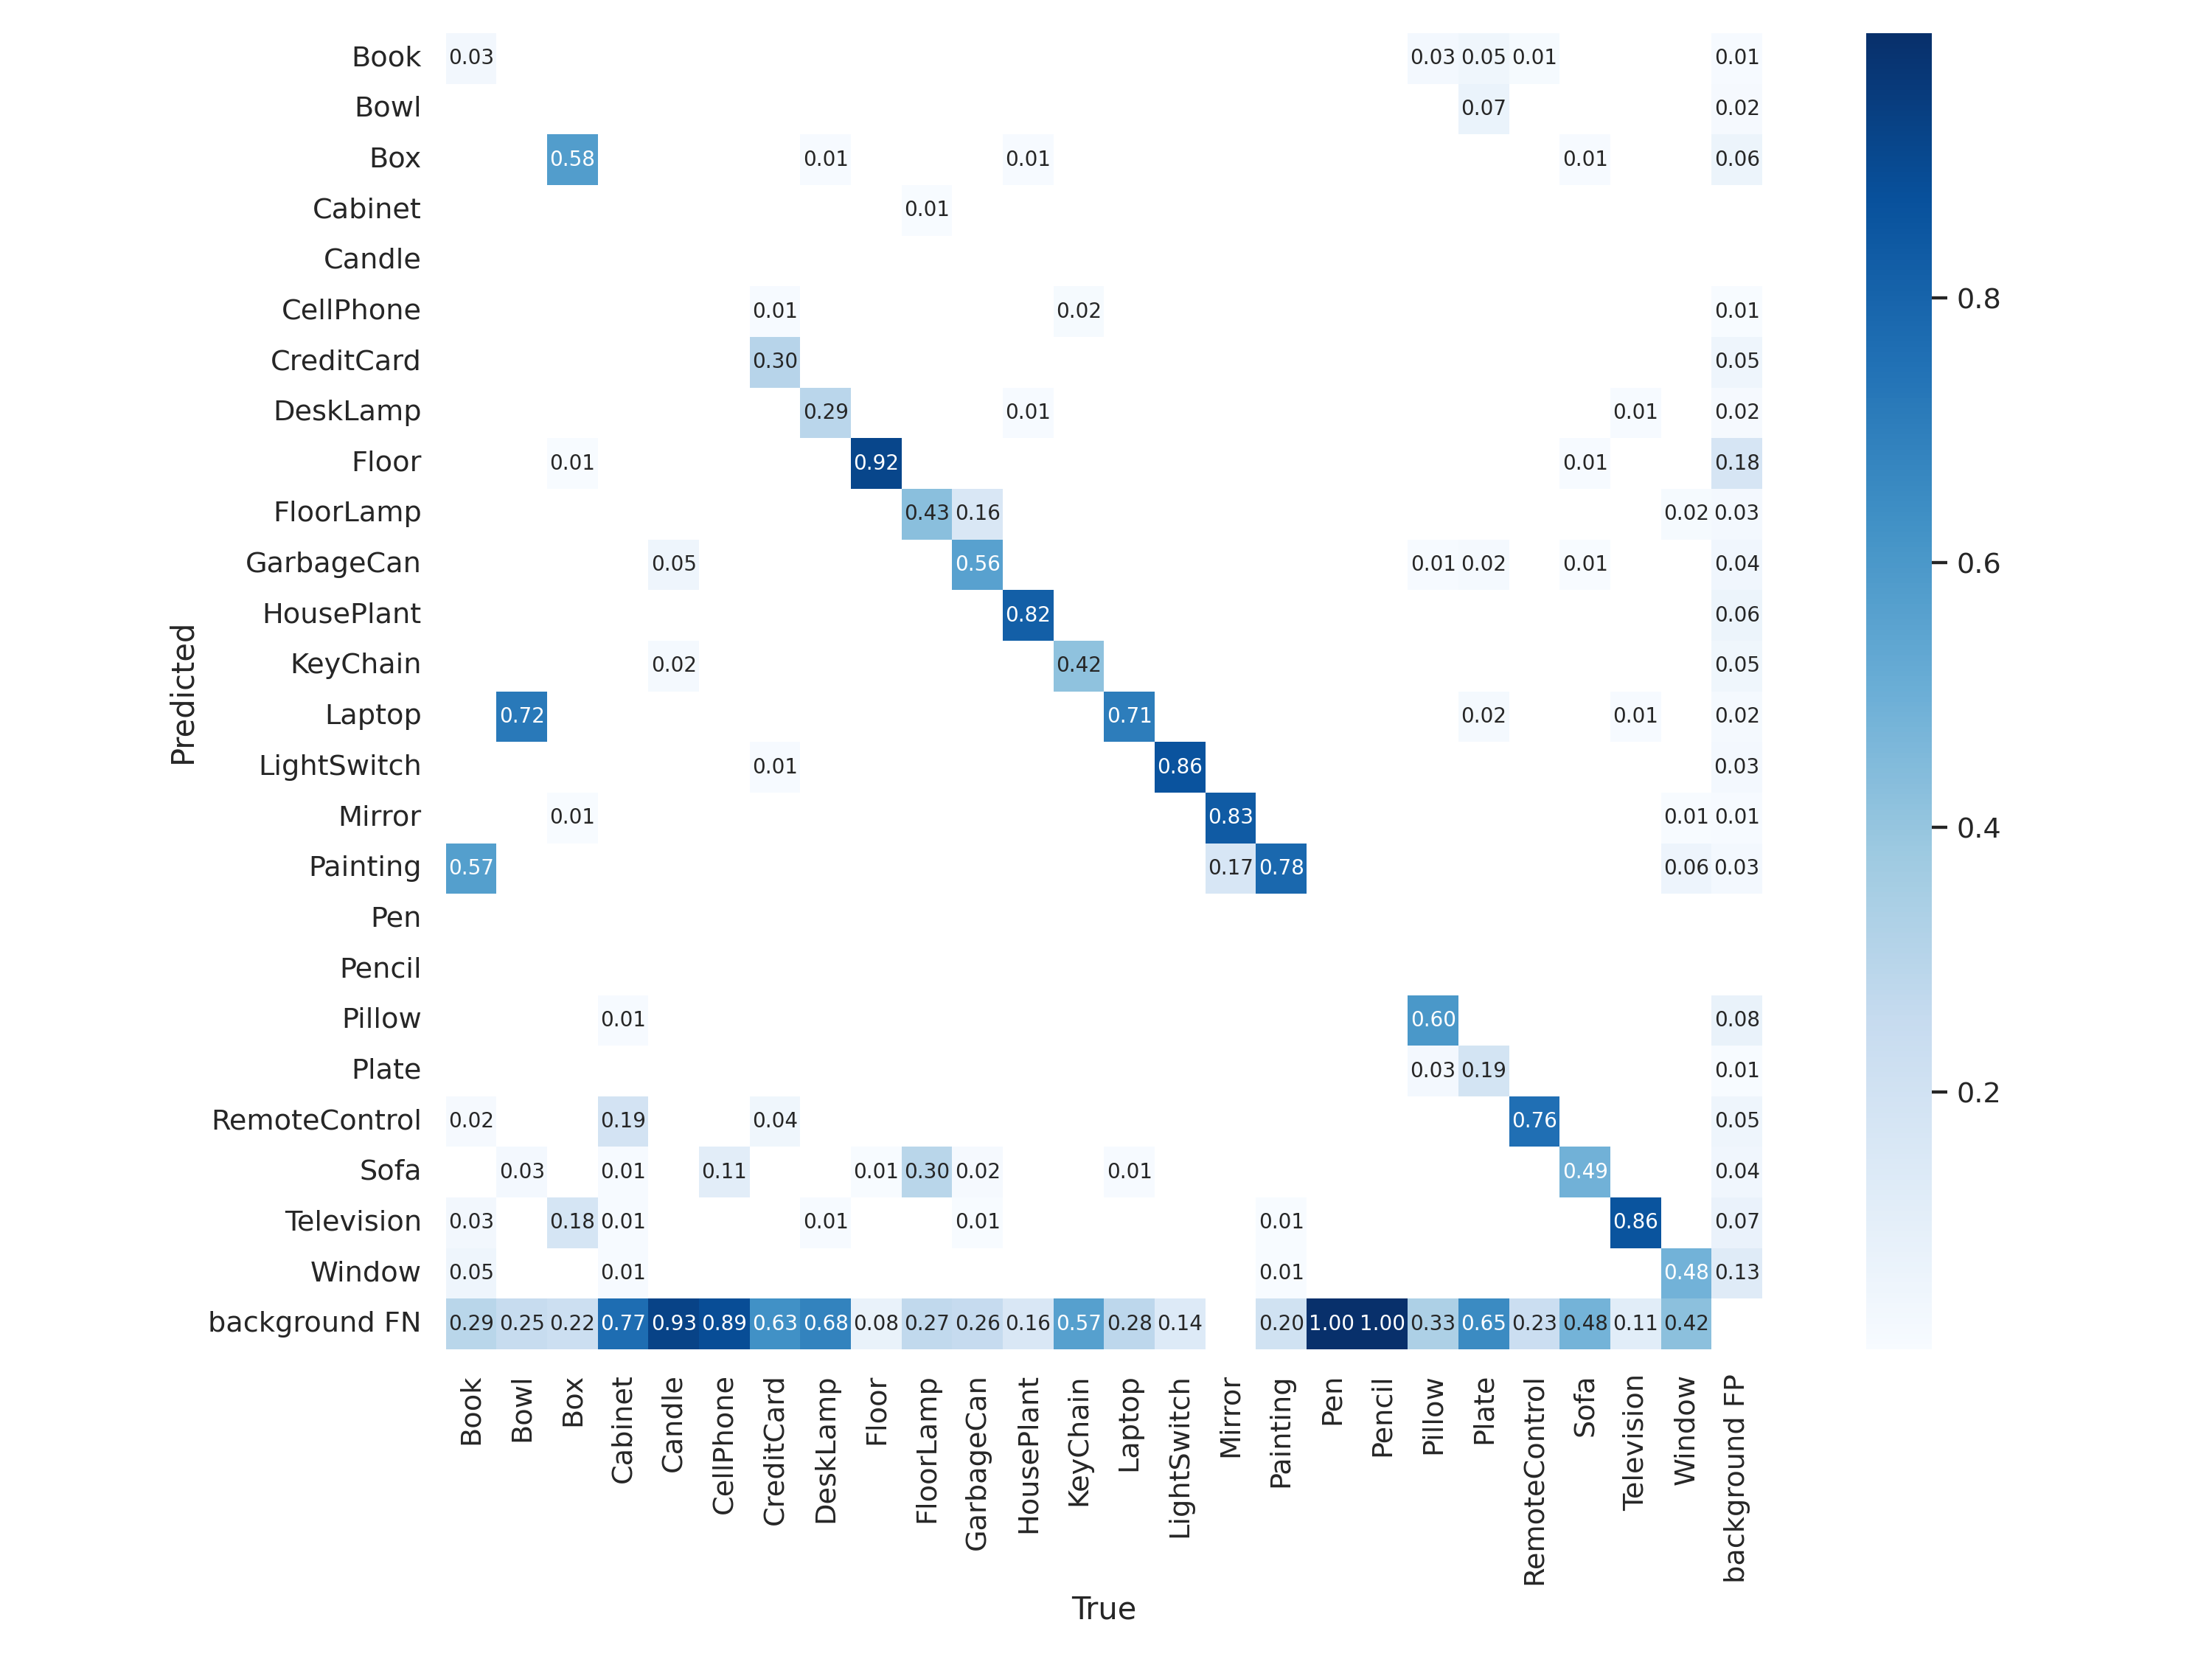 Book 0.03 0.03 0.05 0.01 0.01
Bowl 0.07 0.02
Box 0.58 0.01 0.01 0.01 0.06
Cabinet 0.01
Candle
CellPhone 0.01 0.02 0.01
CreditCard 0.30 0.05
DeskLamp 0.29 0.01 0.01 0.02
Floor 0.01 0.92 0.01 0.18
FloorLamp 0.43 0.16 0.02 0.03
GarbageCan 0.05 0.56 0.01 0.02 0.01 0.04
HousePlant 0.82 0.06
KeyChain 0.02 0.42 0.05
Laptop 0.72 0.71 0.02 0.01 0.02
LightSwitch 0.01 0.86 0.03
Mirror 0.01 0.83 0.01 0.01
Painting 0.57 0.17 0.78 0.06 0.03
Pen
Pencil
Pillow 0.01 0.60 0.08
Plate 0.03 0.19 0.01
RemoteControl 0.02 0.19 0.04 0.76 0.05
Sofa 0.03 0.01 0.11 0.01 0.30 0.02 0.01 0.49 0.04
Television 0.03 0.18 0.01 0.01 0.01 0.01 0.86 0.07
Window 0.05 0.01 0.01 0.48 0.13
background FN 0.29 0.25 0.22 0.77 0.93 0.89 0.63 0.68 0.08 0.27 0.26 0.16 0.57 0.28 0.14 0.20 1.00 1.00 0.33 0.65 0.23 0.48 0.11 0.42
Book Bowl Box Cabinet Candle CellPhone CreditCard DeskLamp Floor FloorLamp GarbageCan HousePlant KeyChain Laptop LightSwitch Mirror Painting Pen Pencil Pillow Plate RemoteControl Sofa Television Window background FP
True
Predicted
0.8
0.6
0.4
0.2